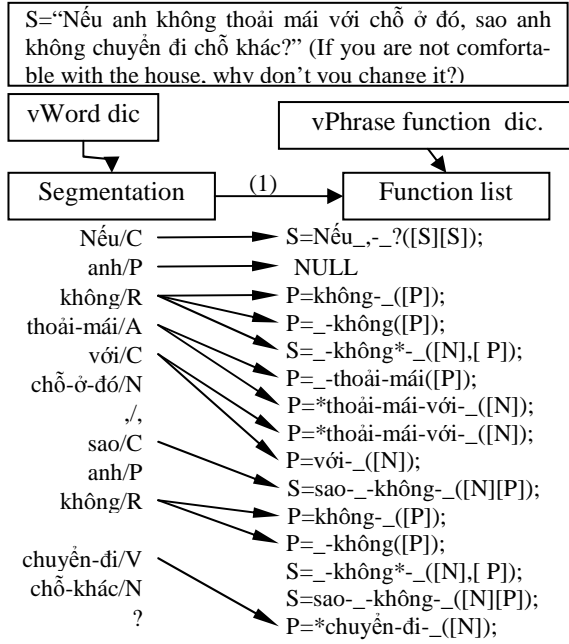 S=“Nếu anh không thoải mái với chỗ ở đó, sao anh
không chuyển đi chỗ khác?” (If you are not comforta-
ble with the house, why don’t you change it?)
vWord dic
vPhrase function dic.
Segmentation
(1)
Function list
Nếu/C
S=Nếu_,-_?([S][S]);
anh/P
NULL
không/R
P=không-_([P]);
P=_-không([P]);
S=_-không*-_([N],[ P]);
thoải-mái/A
P=_-thoải-mái([P]);
P=*thoải-mái-với-_([N]);
với/C
P=*thoải-mái-với-_([N]);
P=với-_([N]);
chỗ-ở-đó/N
,/,
sao/C
S=sao-_-không-_([N][P]);
anh/P
không/R
P=không-_([P]);
P=_-không([P]);
S=_-không*-_([N],[ P]);
S=sao-_-không-_([N][P]);
chuyển-đi/V
P=*chuyển-đi-_([N]);
chỗ-khác/N
?